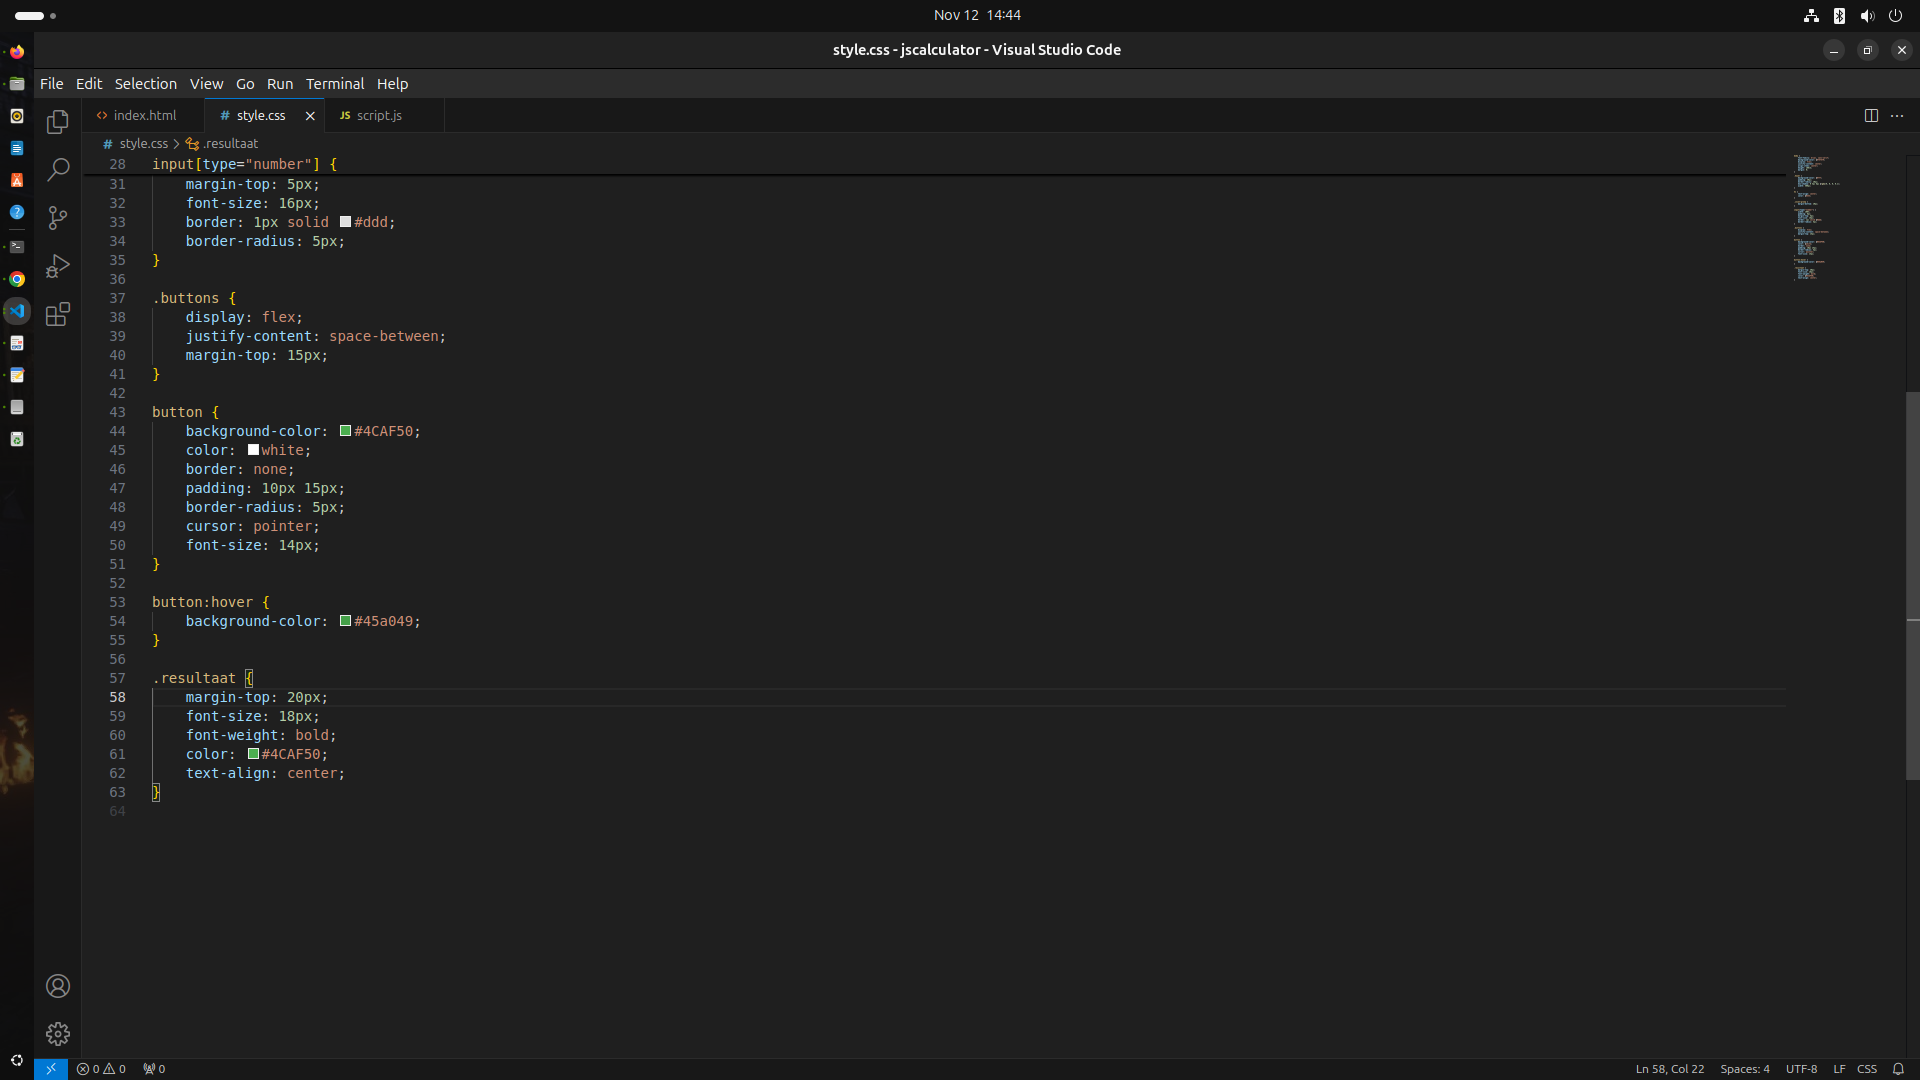 Nov 12 14:44
style.css - jscalculator - Visual Studio Code
File Edit Selection View Go Run Terminal Help
<> index.html # style.css JS script.js
# style.css > .resultaat
28 input[type="number"] {
31 margin-top: 5px;
32 font-size: 16px;
33 border: 1px solid #ddd;
34 border-radius: 5px;
35 }
36
37 .buttons {
38 display: flex;
39 justify-content: space-between;
40 margin-top: 15px;
41 }
42
43 button {
44 background-color: #4CAF50;
45 color: white;
46 border: none;
47 padding: 10px 15px;
48 border-radius: 5px;
49 cursor: pointer;
50 font-size: 14px;
51 }
52
53 button:hover {
54 background-color: #45a049;
55 }
56
57 .resultaat {
58 margin-top: 20px;
59 font-size: 18px;
60 font-weight: bold;
61 color: #4CAF50;
62 text-align: center;
63 }
64
0 0 0 Ln 58, Col 22 Spaces: 4 UTF-8 LF CSS